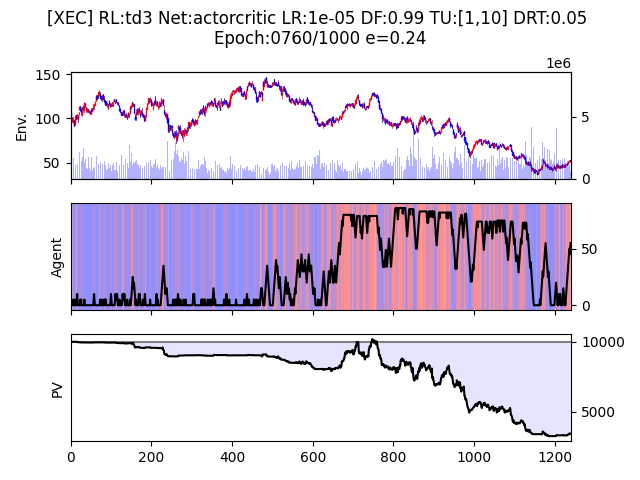 [XEC] RL:td3 Net:actorcritic LR:1e-05 DF:0.99 TU:[1,10] DRT:0.05
Epoch:0760/1000 e=0.24
1e6
150
100
50
Env.
5
0
Agent
50
0
PV
10000
5000
0
200
400
600
800
1000
1200